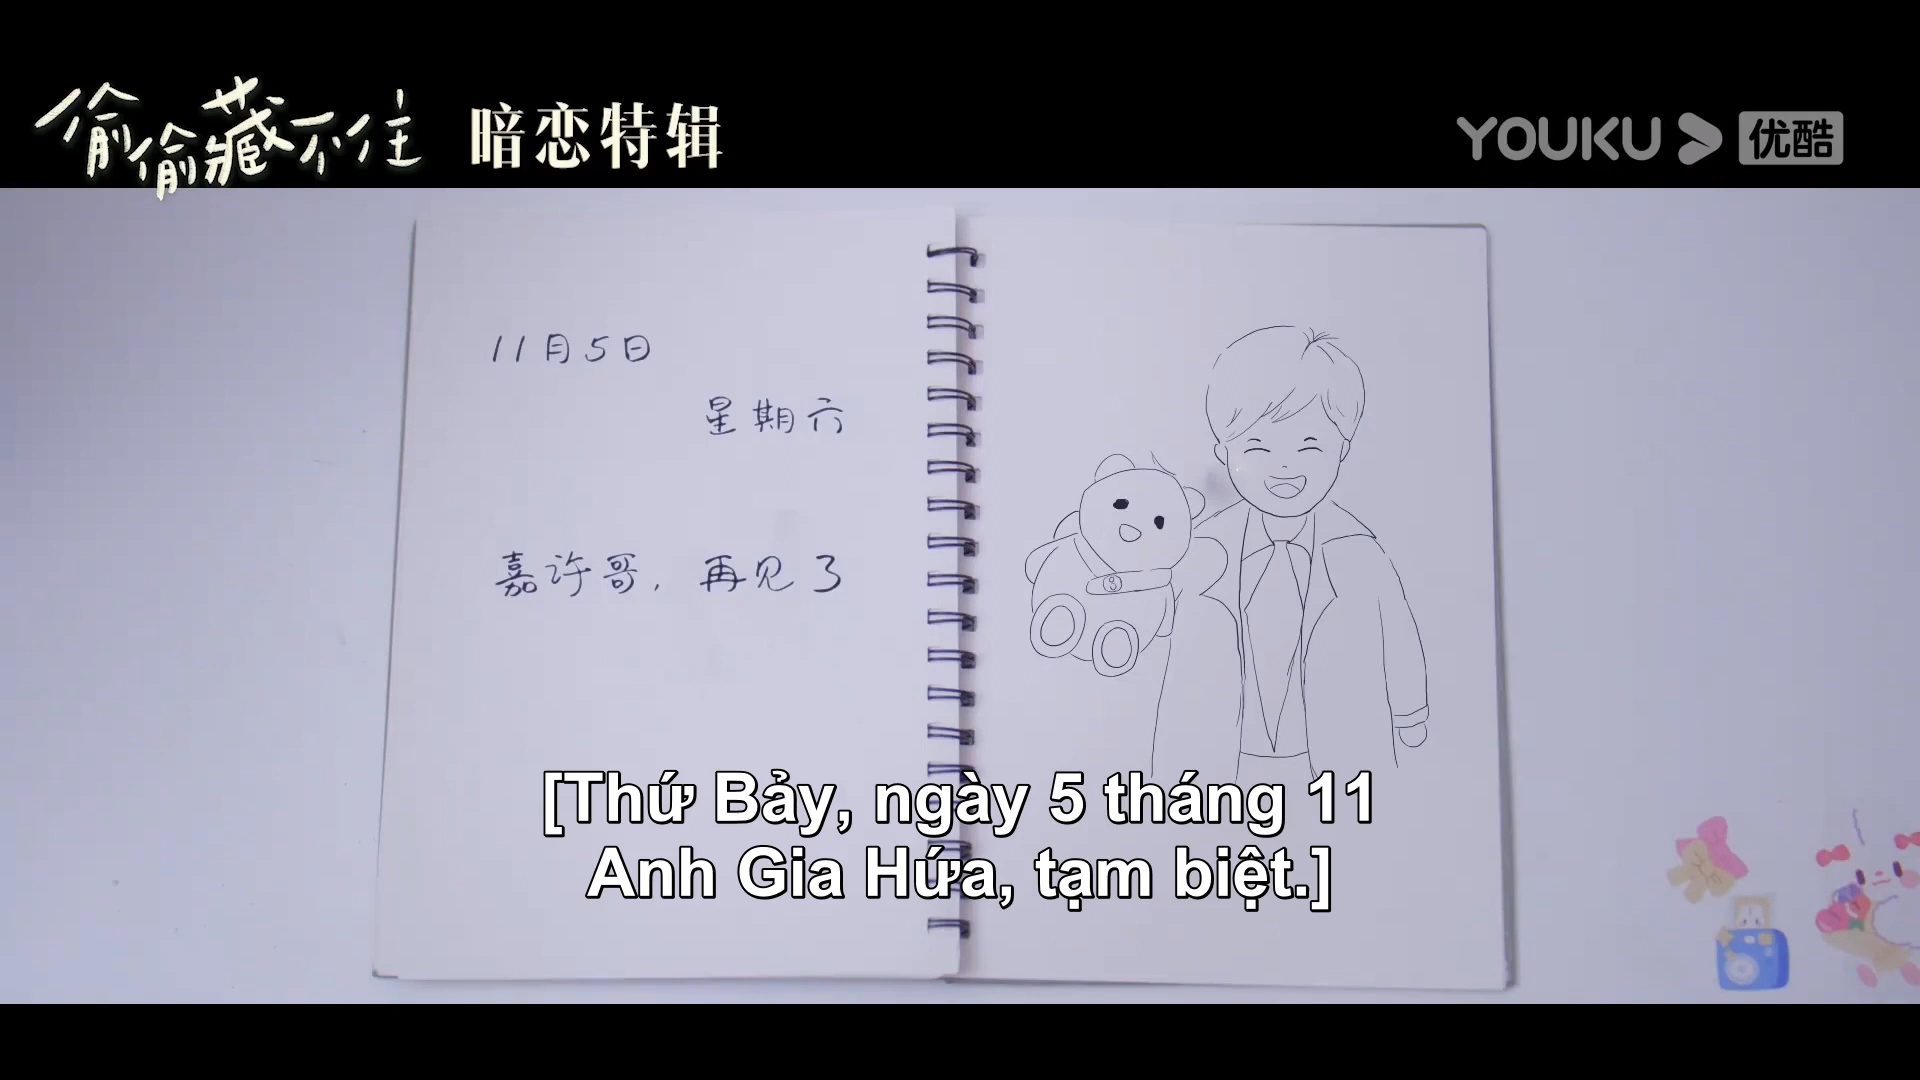 偷偷藏不住 暗恋特辑
YOUKU 优酷
11月5日
星期六
嘉许哥，再见了
[Thứ Bảy, ngày 5 tháng 11
Anh Gia Hứa, tạm biệt.]